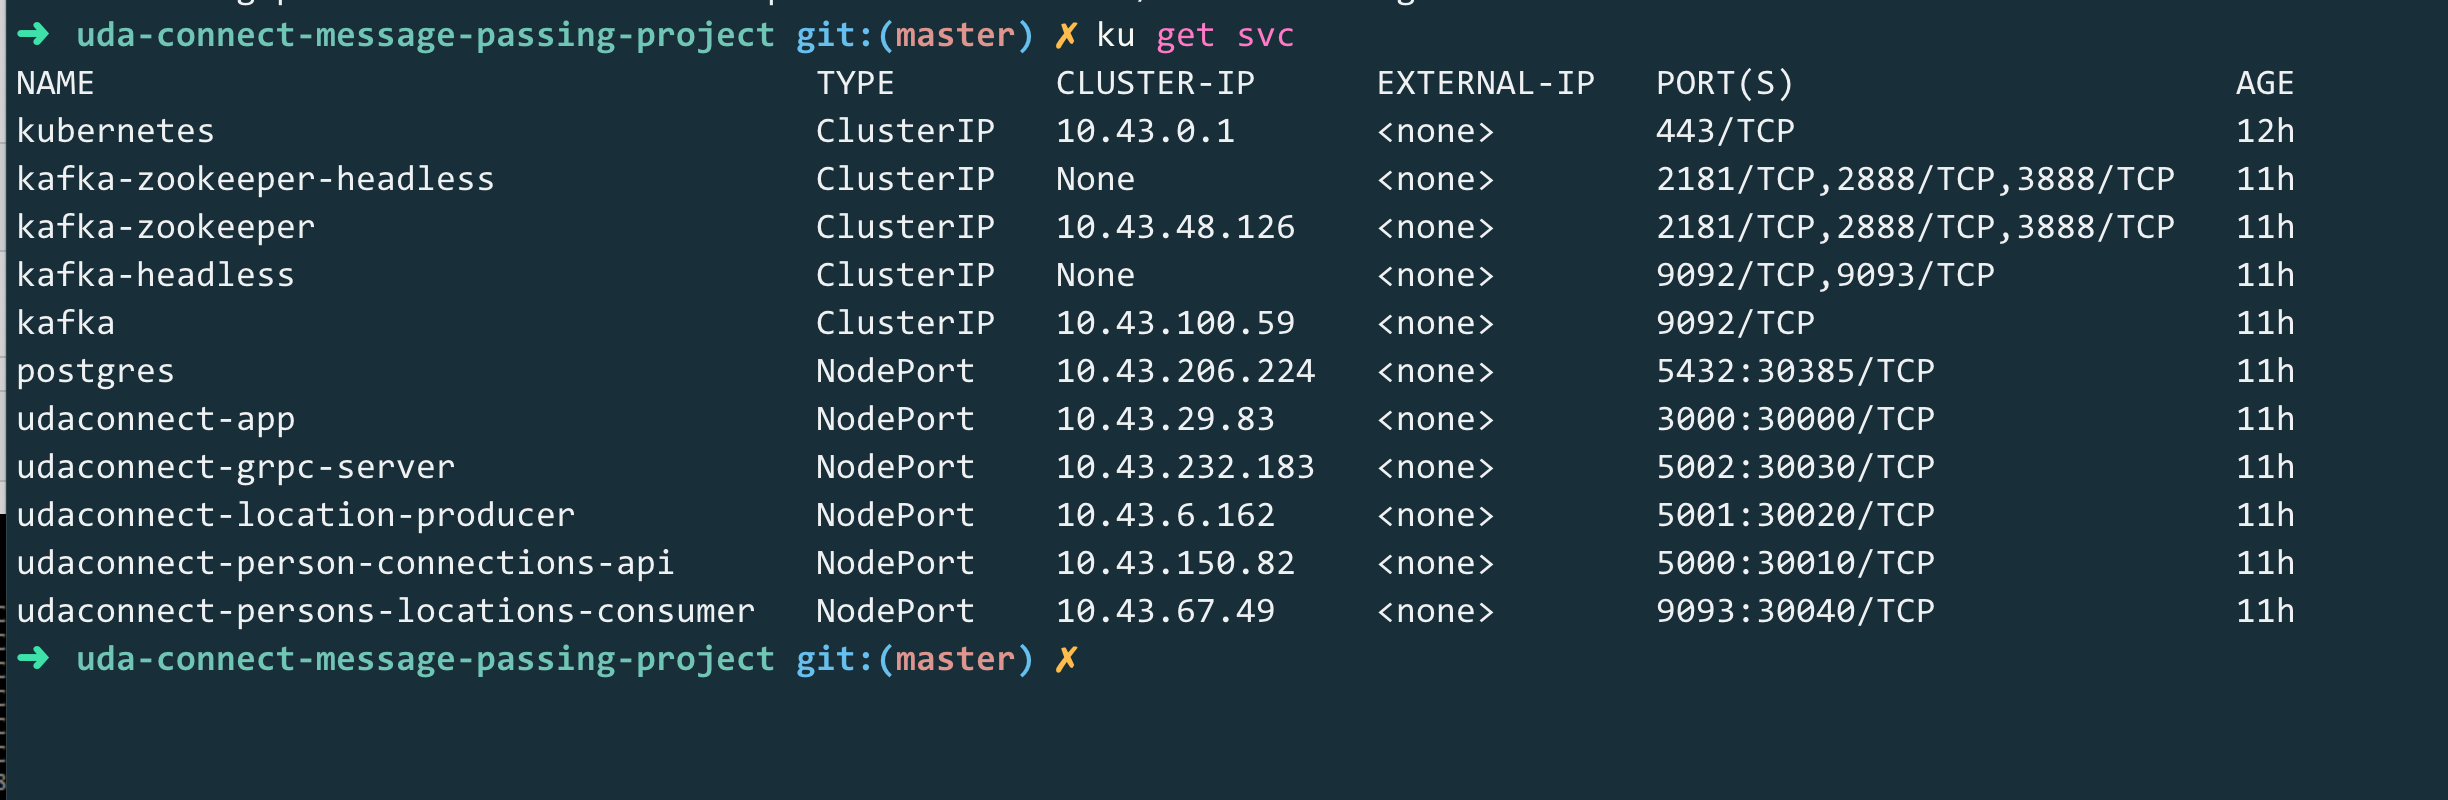 ➜ uda-connect-message-passing-project git:(master) ✗ ku get svc
NAME TYPE CLUSTER-IP EXTERNAL-IP PORT(S) AGE
kubernetes ClusterIP 10.43.0.1 <none> 443/TCP 12h
kafka-zookeeper-headless ClusterIP None <none> 2181/TCP,2888/TCP,3888/TCP 11h
kafka-zookeeper ClusterIP 10.43.48.126 <none> 2181/TCP,2888/TCP,3888/TCP 11h
kafka-headless ClusterIP None <none> 9092/TCP,9093/TCP 11h
kafka ClusterIP 10.43.100.59 <none> 9092/TCP 11h
postgres NodePort 10.43.206.224 <none> 5432:30385/TCP 11h
udaconnect-app NodePort 10.43.29.83 <none> 3000:30000/TCP 11h
udaconnect-grpc-server NodePort 10.43.232.183 <none> 5002:30030/TCP 11h
udaconnect-location-producer NodePort 10.43.6.162 <none> 5001:30020/TCP 11h
udaconnect-person-connections-api NodePort 10.43.150.82 <none> 5000:30010/TCP 11h
udaconnect-persons-locations-consumer NodePort 10.43.67.49 <none> 9093:30040/TCP 11h
➜ uda-connect-message-passing-project git:(master) ✗